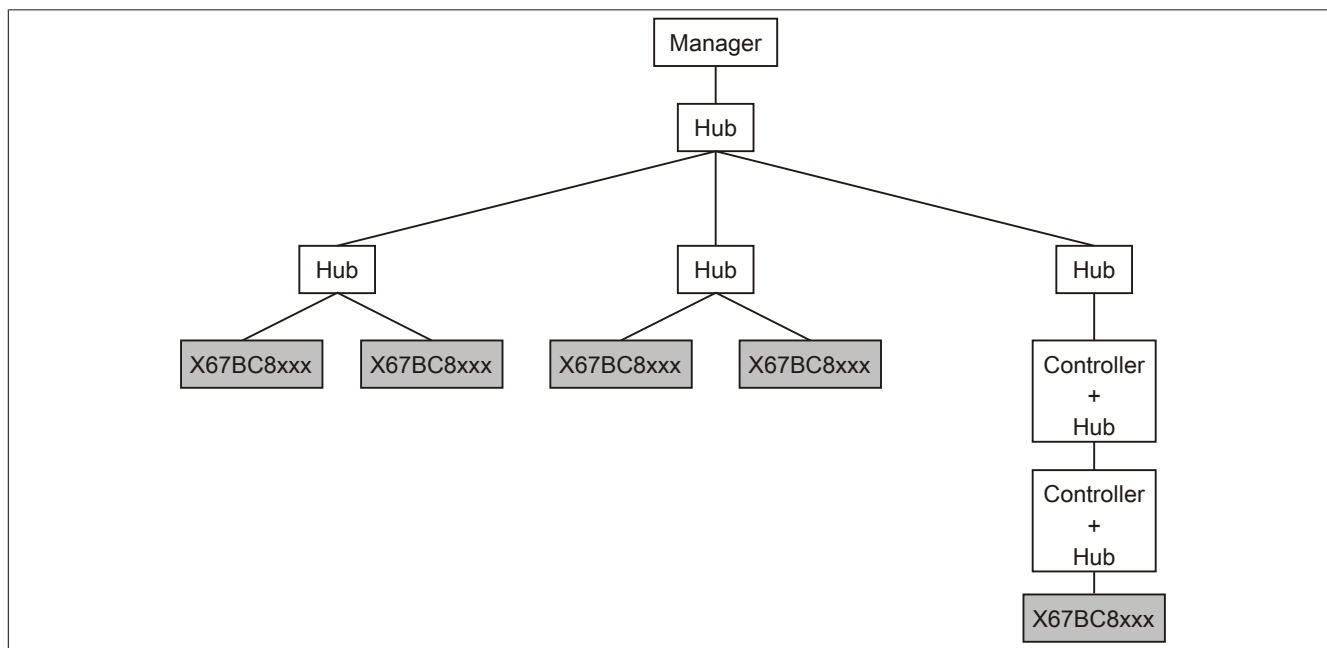 Manager
Hub
Hub
Hub
Hub
X67BC8xxx
X67BC8xxx
X67BC8xxx
X67BC8xxx
Controller
+
Hub
Controller
+
Hub
X67BC8xxx